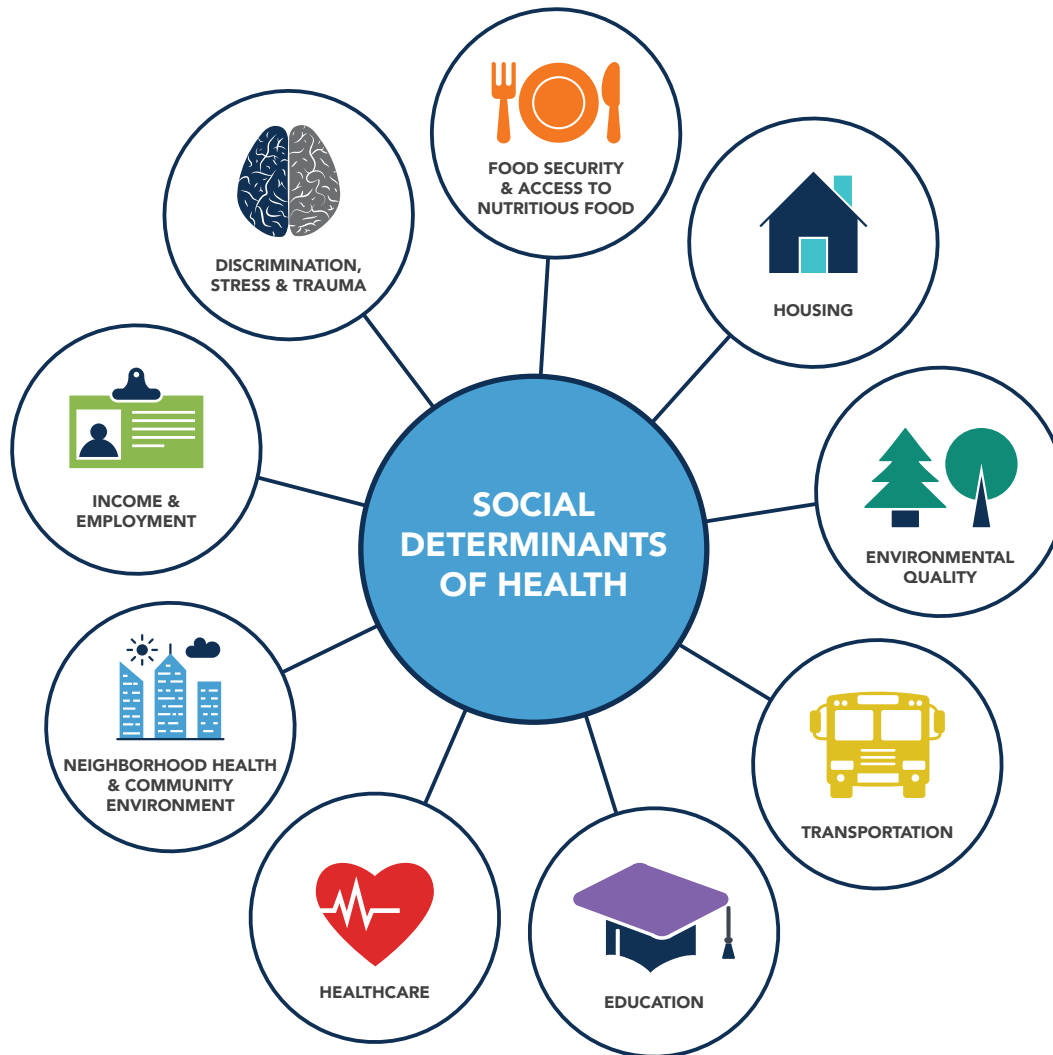 SOCIAL
DETERMINANTS
OF HEALTH
FOOD SECURITY
& ACCESS TO
NUTRITIOUS FOOD
HOUSING
ENVIRONMENTAL
QUALITY
TRANSPORTATION
EDUCATION
HEALTHCARE
NEIGHBORHOOD HEALTH
& COMMUNITY
ENVIRONMENT
INCOME &
EMPLOYMENT
DISCRIMINATION,
STRESS & TRAUMA